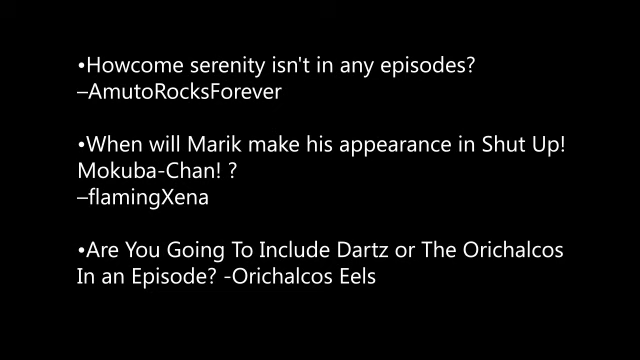 •Howcome serenity isn't in any episodes?
–AmutoRocksForever
•When will Marik make his appearance in Shut Up!
Mokuba-Chan! ?
–flamingXena
•Are You Going To Include Dartz or The Orichalcos
In an Episode? -Orichalcos Eels